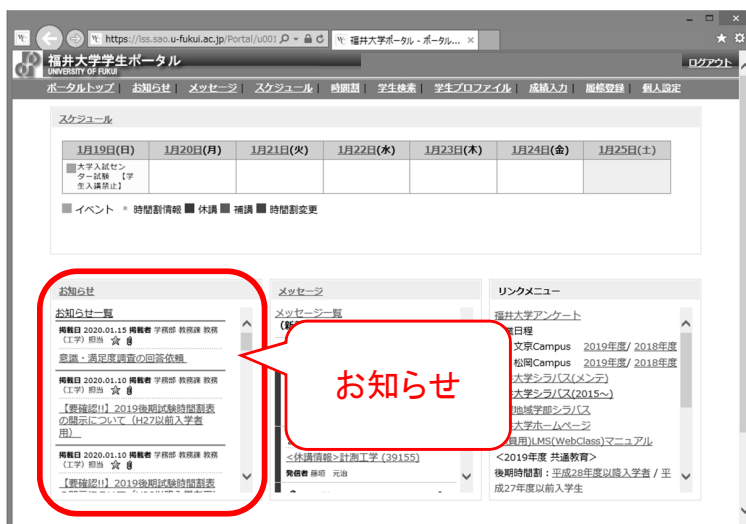 https://lss.sao.u-fukui.ac.jp/Portal/u001
福井大学ポータル - ポータル...
福井大学学生ポータル
UNIVERSITY OF FUKUI
ログアウト
ポータルトップ | お知らせ | メッセージ | スケジュール | 時間割 | 学生検索 | 学生プロファイル | 成績入力 | 履修登録 | 個人設定
スケジュール
1月19日(日) 1月20日(月) 1月21日(火) 1月22日(水) 1月23日(木) 1月24日(金) 1月25日(土)
大学入試セン
ター試験 【学
生入講禁止】
イベント 時間割情報 休講 補講 時間割変更
お知らせ
お知らせ一覧
掲載日 2020.01.15 掲載者 学務部 教務課 教務
(工学) 担当
意識・満足度調査の回答依頼
掲載日 2020.01.10 掲載者 学務部 教務課 教務
(工学) 担当
【要確認!!】2019後期試験時間割表
の開示について(H27以前入学者
用)
掲載日 2020.01.10 掲載者 学務部 教務課 教務
(工学) 担当
【要確認!!】2019後期試験時間割表
メッセージ
メッセージ一覧
お知らせ
<休講情報>計測工学 (39155)
発信者 藤垣 元治
リンクメニュー
福井大学アンケート
日程
文京Campus 2019年度/ 2018年度
松岡Campus 2019年度/ 2018年度
大学シラバス(メンテ)
大学シラバス(2015～)
地域学部シラバス
大学ホームページ
員用)LMS(WebClass)マニュアル
<2019年度 共通教育>
後期時間割：平成28年度以降入学者 / 平
成27年度以前入学生